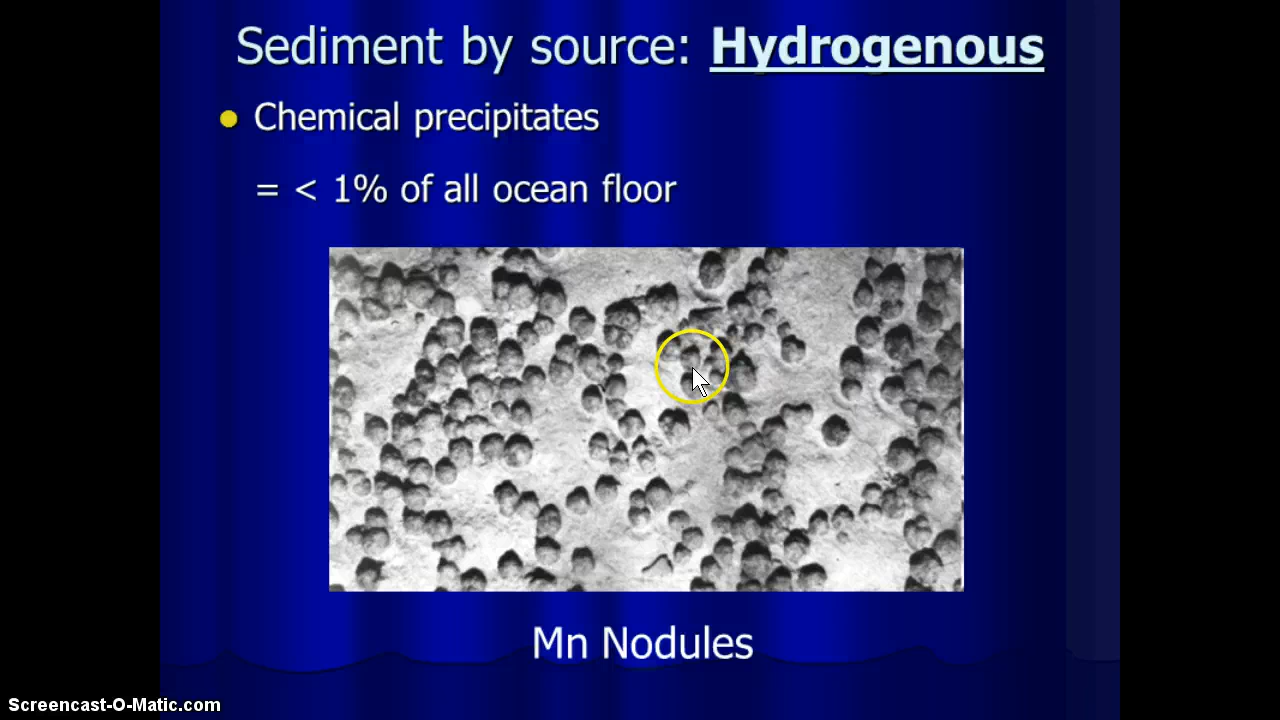 Sediment by source: Hydrogenous
Chemical precipitates
= < 1% of all ocean floor
Mn Nodules
Screencast-O-Matic.com